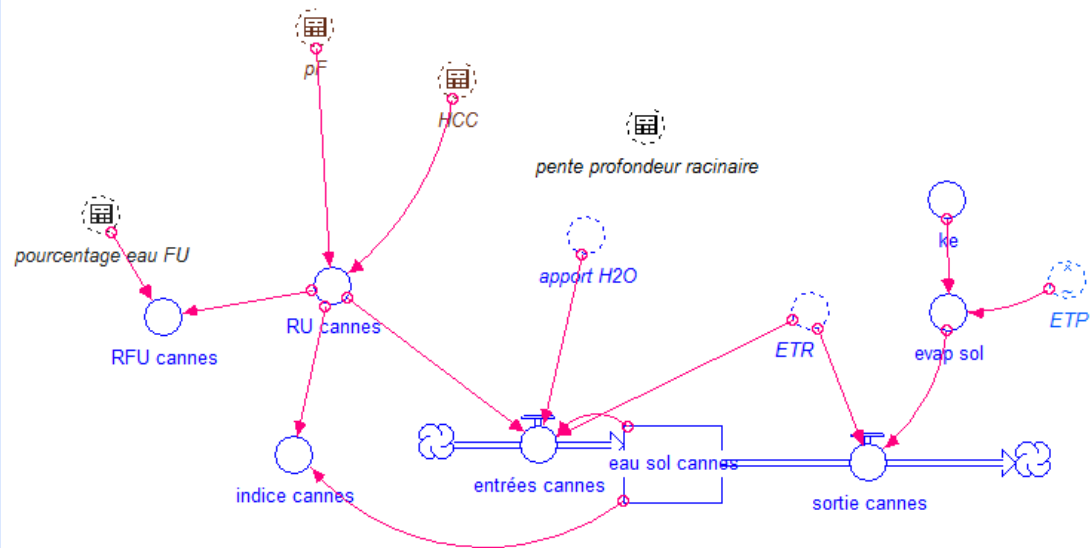 pF
HCC
pente profondeur racinaire
pourcentage eau FU
ke
apport H2O
ETP
RU cannes
ETR
evap sol
RFU cannes
eau sol cannes
entrées cannes
indice cannes
sortie cannes